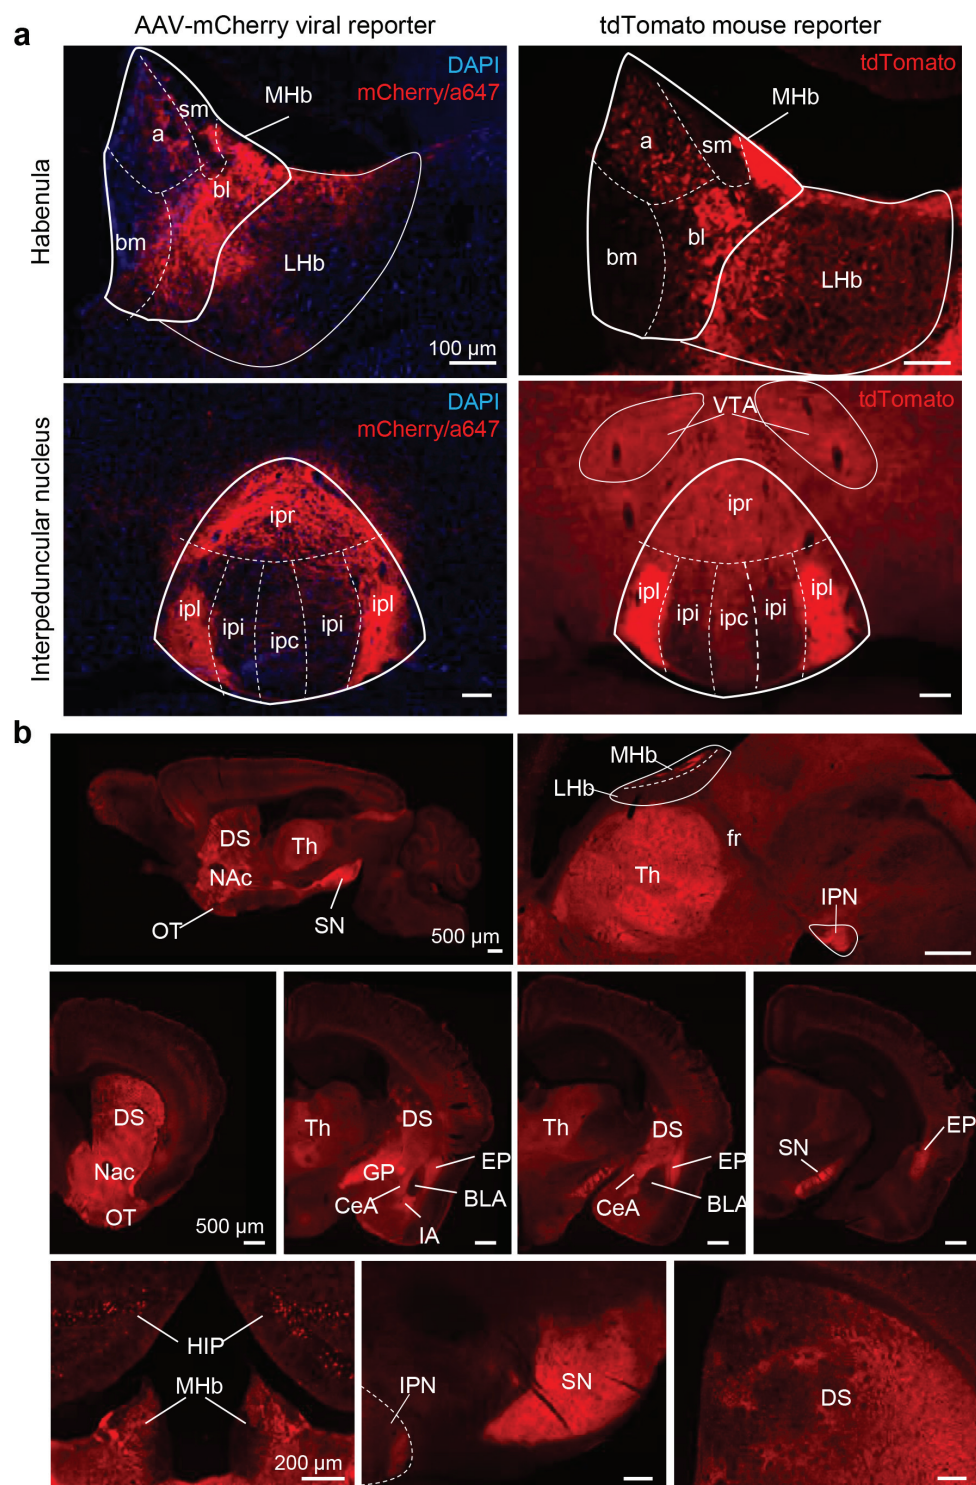 a
AAV-mCherry viral reporter
tdTomato mouse reporter
Habenula
DAPI
mCherry/a647
MHb
sm
a
bl
bm
LHb
100 µm
tdTomato
MHb
sm
a
bl
bm
LHb
Interpeduncular nucleus
DAPI
mCherry/a647
ipr
ipl
ipl
ipi
ipi
ipc
VTA
tdTomato
ipr
ipl
ipl
ipi
ipi
ipc
b
DS
Th
NAc
OT
SN
500 µm
MHb
LHb
fr
Th
IPN
DS
Nac
OT
500 µm
Th
DS
GP
EP
CeA
BLA
IA
Th
DS
EP
CeA
BLA
SN
EP
HIP
MHb
200 µm
IPN
SN
DS